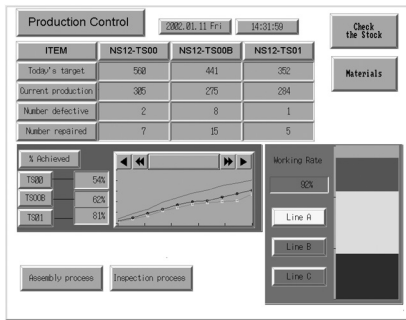 Production Control
2002.01.11 Fri
14:31:59
Check
the Stock
ITEM NS12-TS00 NS12-TS00B NS12-TS01
Today's target 560 441 352
Current production 305 275 284
Number defective 2 8 1
Number repaired 7 15 5
Materials
% Achieved
TS00 54%
TS00B 62%
TS01 81%
Working Rate
92%
Line A
Line B
Line C
Assembly process
Inspection process